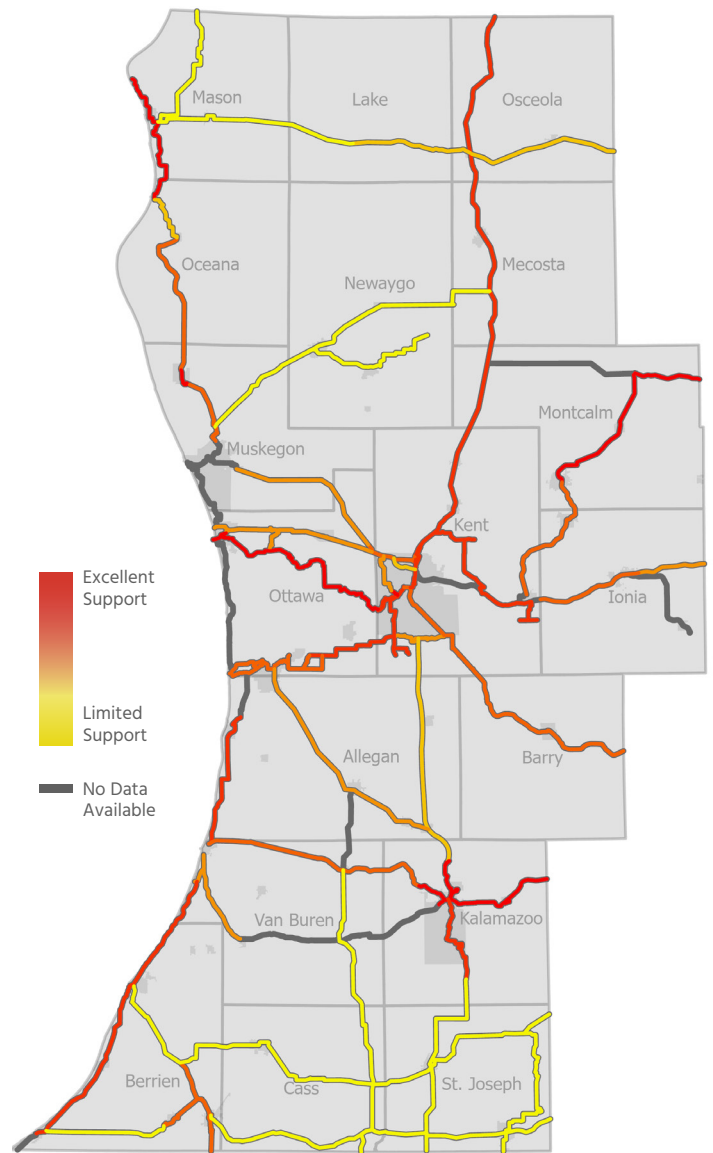 Mason
Lake
Osceola
Oceana
Newaygo
Mecosta
Montcalm
Muskegon
Kent
Ottawa
Ionia
Excellent
Support
Limited
Support
No Data
Available
Allegan
Barry
Van Buren
Kalamazoo
Berrien
Cass
St. Joseph